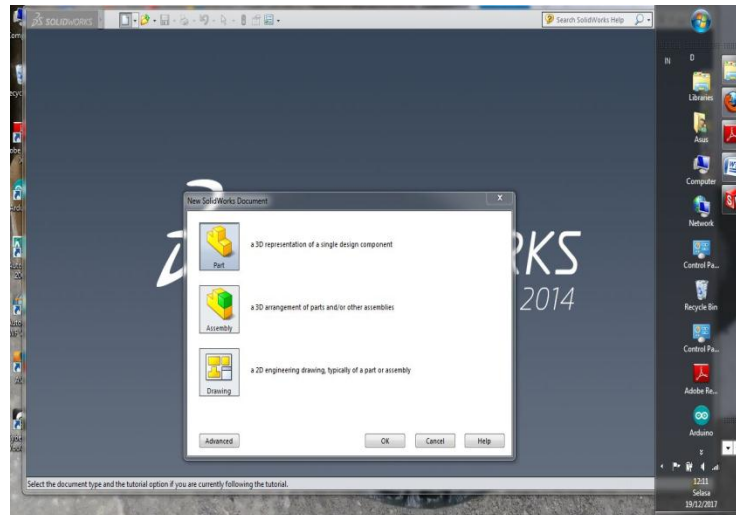 SOLIDWORKS
Search SolidWorks Help
IN
D
Libraries
Asus
Computer
Network
Control Pa...
Recycle Bin
Control Pa...
Adobe Re...
Arduino
New SolidWorks Document
Part
a 3D representation of a single design component
Assembly
a 3D arrangement of parts and/or other assemblies
Drawing
a 2D engineering drawing, typically of a part or assembly
Advanced
OK
Cancel
Help
RKS
2014
Select the document type and the tutorial option if you are currently following the tutorial.
12:11
Selasa
19/12/2017